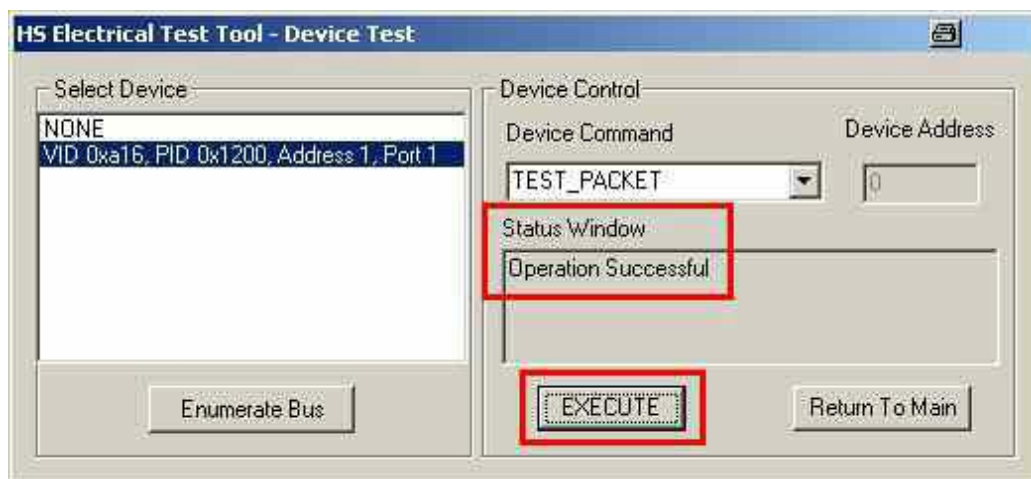 HS Electrical Test Tool - Device Test
Select Device
NONE
VID 0xa16, PID 0x1200, Address 1, Port 1
Enumerate Bus
Device Control
Device Command
Device Address
TEST_PACKET
0
Status Window
Operation Successful
EXECUTE
Return To Main